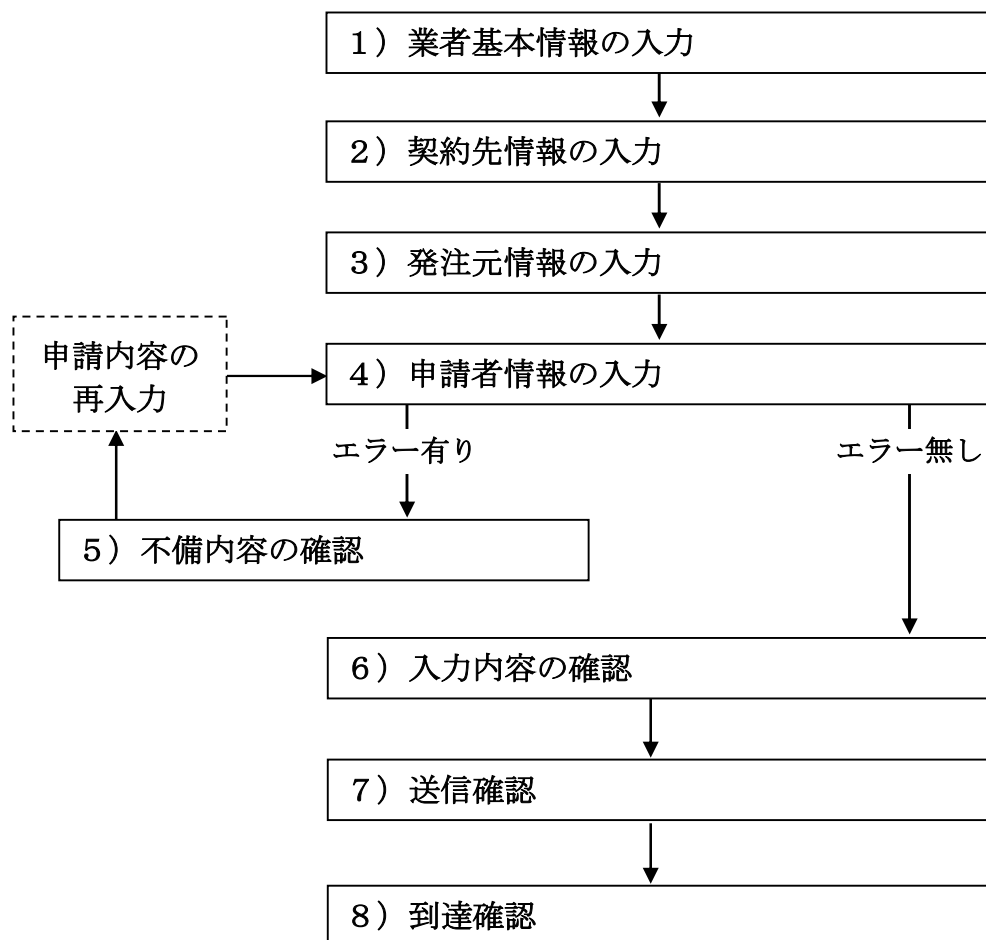 １）業者基本情報の入力
２）契約先情報の入力
３）発注元情報の入力
申請内容の
再入力
４）申請者情報の入力
エラー有り
エラー無し
５）不備内容の確認
６）入力内容の確認
７）送信確認
８）到達確認